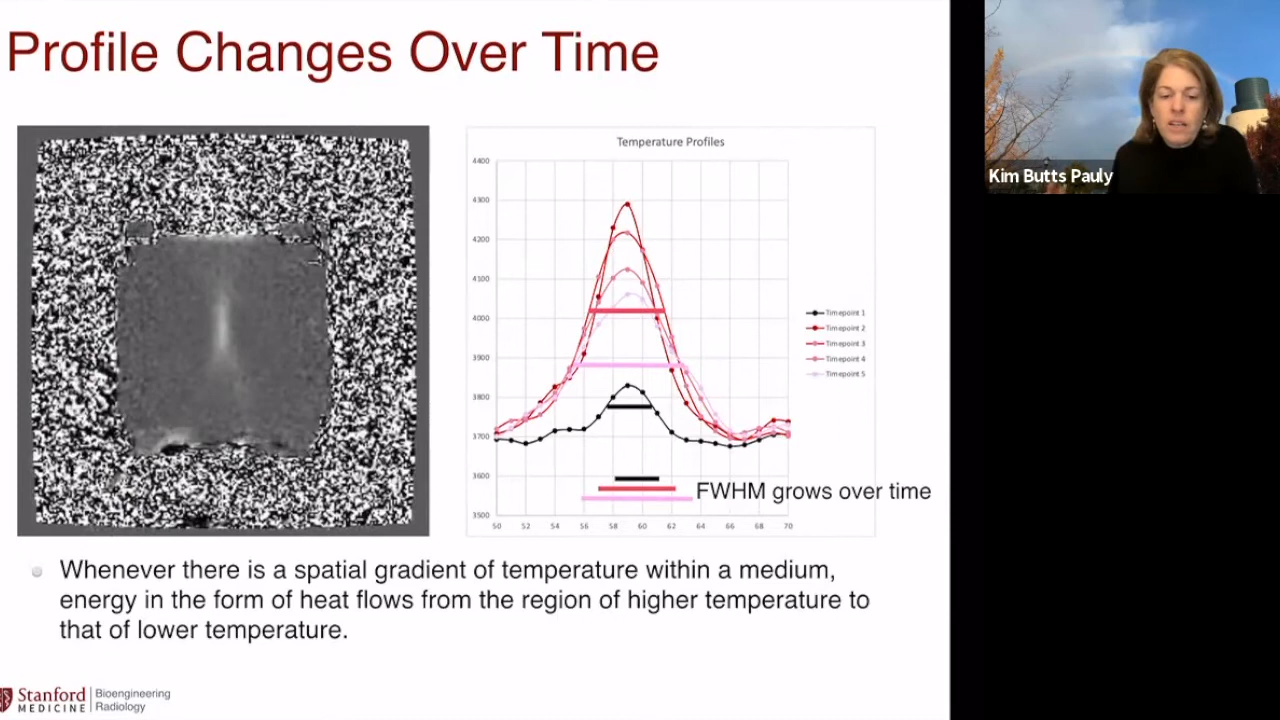 Profile Changes Over Time
Kim Butts Pauly
Temperature Profiles
4400
4300
4200
4100
4000
3900
3800
3700
3600
3500
50 52 54 56 58 60 62 64 66 68 70
Timepoint 1
Timepoint 2
Timepoint 3
Timepoint 4
Timepoint 5
FWHM grows over time
Whenever there is a spatial gradient of temperature within a medium,
energy in the form of heat flows from the region of higher temperature to
that of lower temperature.
Stanford
MEDICINE
Bioengineering
Radiology